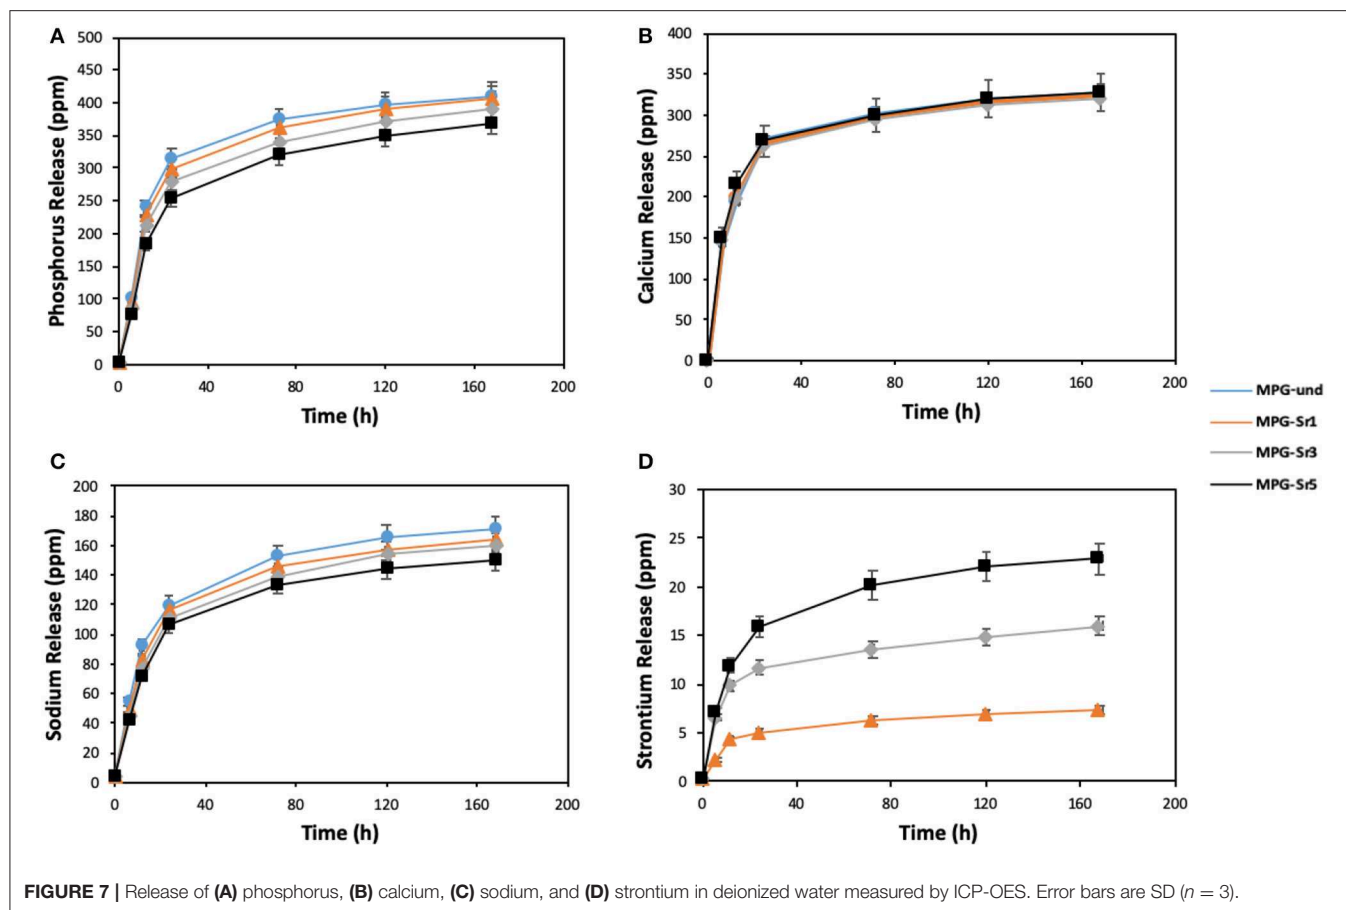 A
500
450
400
350
300
250
200
150
100
50
0
0 40 80 120 160 200
Phosphorus Release (ppm)
Time (h)
B
400
350
300
250
200
150
100
50
0
0 40 80 120 160 200
Calcium Release (ppm)
Time (h)
MPG-und
MPG-Sr1
MPG-Sr3
MPG-Sr5
C
200
180
160
140
120
100
80
60
40
20
0
0 40 80 120 160 200
Sodium Release (ppm)
Time (h)
D
30
25
20
15
10
5
0
0 40 80 120 160 200
Strontium Release (ppm)
Time (h)
FIGURE 7 | Release of (A) phosphorus, (B) calcium, (C) sodium, and (D) strontium in deionized water measured by ICP-OES. Error bars are SD (n = 3).